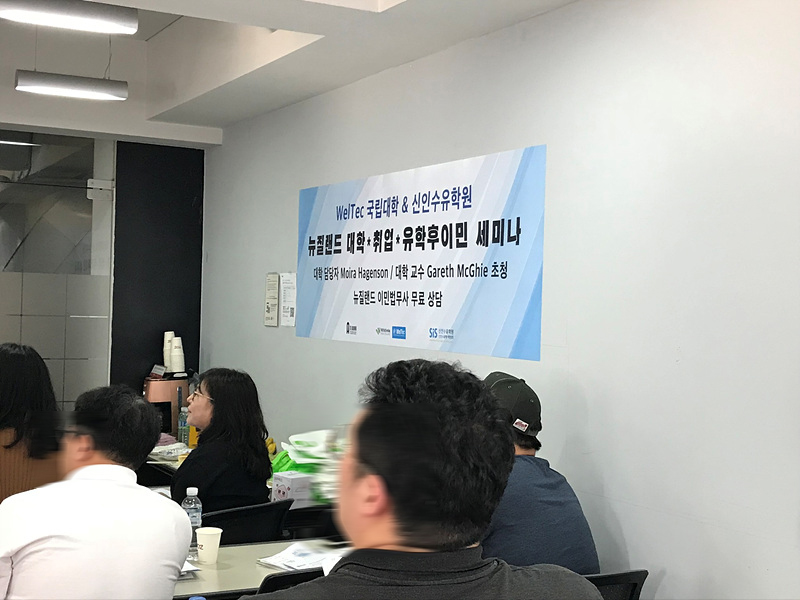 WelTec 국립대학 & 신인수유학원
뉴질랜드 대학*취업*유학후이민 세미나
대학 담당자 Moira Hagenson / 대학 교수 Gareth McGhie 초청
뉴질랜드 이민법무사 무료 상담
WelTec
SiS